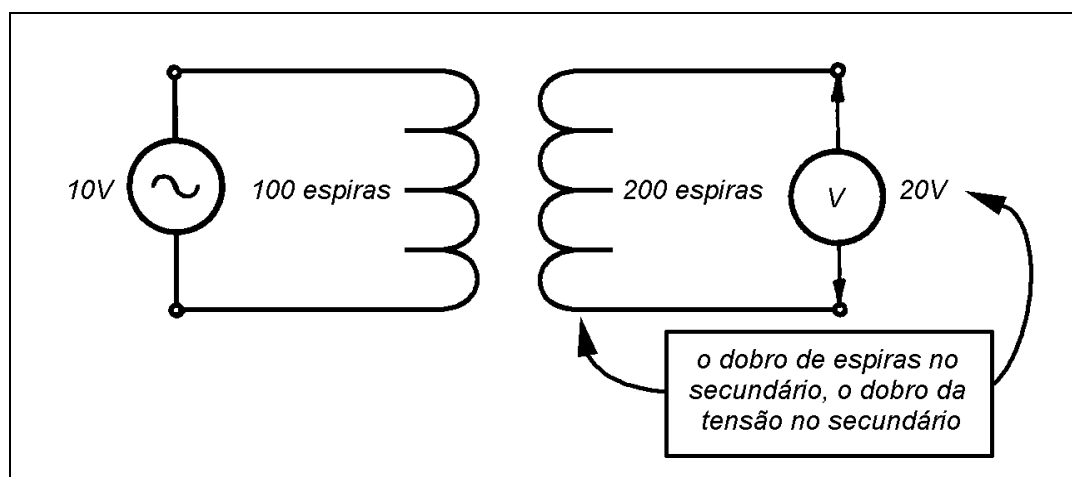 10V
100 espiras
200 espiras
V
20V
o dobro de espiras no
secundário, o dobro da
tensão no secundário